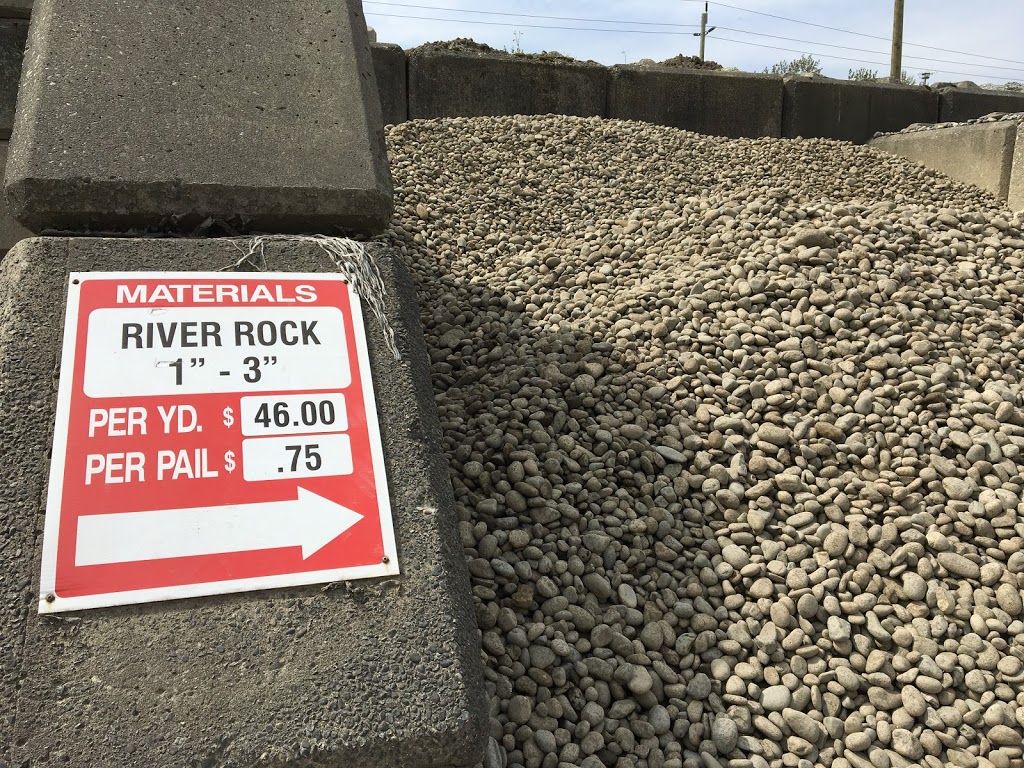 MATERIALS
RIVER ROCK
1” - 3”
PER YD. $ 46.00
PER PAIL $ .75